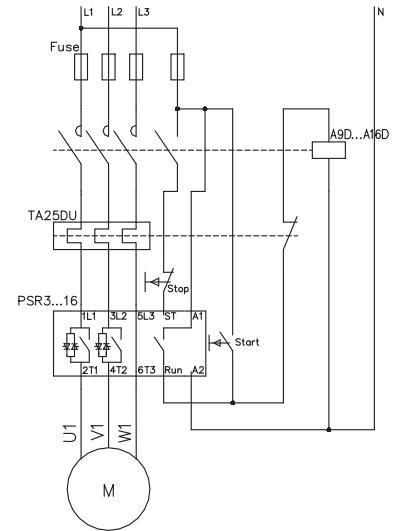 L1 L2 L3 N
Fuse
A9D...A16D
TA25DU
Stop
PSR3...16
1L1 3L2 5L3 ST A1
Start
2T1 4T2 6T3 Run A2
U1 V1 W1
M